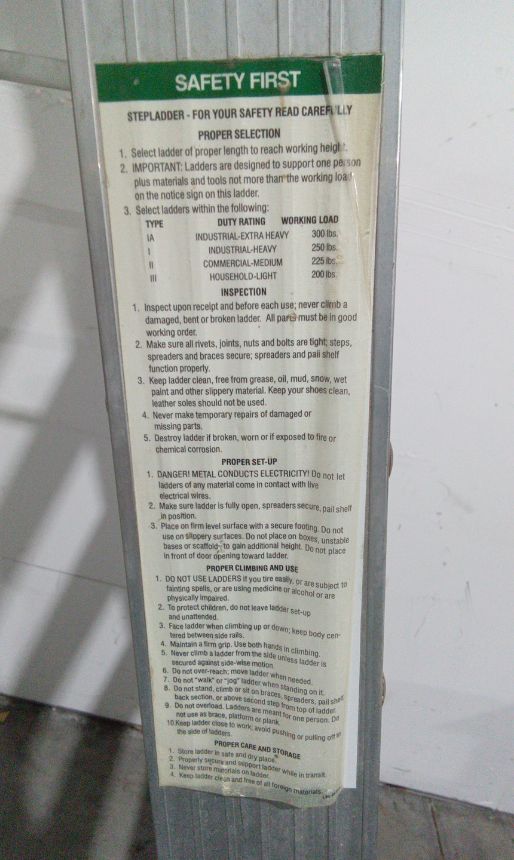 SAFETY FIRST
STEPLADDER - FOR YOUR SAFETY READ CAREFULLY
PROPER SELECTION
1. Select ladder of proper length to reach working height.
2. IMPORTANT: Ladders are designed to support one person
plus materials and tools not more than the working load
on the notice sign on this ladder.
3. Select ladders within the following:
TYPE DUTY RATING WORKING LOAD
IA INDUSTRIAL-EXTRA HEAVY 300 lbs.
I INDUSTRIAL-HEAVY 250 lbs.
II COMMERCIAL-MEDIUM 225 lbs.
III HOUSEHOLD-LIGHT 200 lbs.
INSPECTION
1. Inspect upon receipt and before each use; never climb a
damaged, bent or broken ladder. All parts must be in good
working order.
2. Make sure all rivets, joints, nuts and bolts are tight; steps,
spreaders and braces secure; spreaders and pail shelf
function properly.
3. Keep ladder clean, free from grease, oil, mud, snow, wet
paint and other slippery material. Keep your shoes clean,
leather soles should not be used.
4. Never make temporary repairs of damaged or
missing parts.
5. Destroy ladder if broken, worn or if exposed to fire or
chemical corrosion.
PROPER SET-UP
1. DANGER! METAL CONDUCTS ELECTRICITY! Do not let
ladders of any material come in contact with live
electrical wires.
2. Make sure ladder is fully open, spreaders secure, pail shelf
in position.
3. Place on firm level surface with a secure footing. Do not
use on slippery surfaces. Do not place on boxes, unstable
bases or scaffold to gain additional height. Do not place
in front of door opening toward ladder.
PROPER CLIMBING AND USE
1. DO NOT USE LADDERS if you tire easily, or are subject to
fainting spells, or are using medicine or alcohol or are
physically impaired.
2. To protect children, do not leave ladder set-up
and unattended.
3. Face ladder when climbing up or down; keep body cen-
tered between side rails.
4. Maintain a firm grip. Use both hands in climbing.
5. Never climb a ladder from the side unless ladder is
secured against side-wise motion.
6. Do not over-reach; move ladder when needed.
7. Do not "walk" or "jog" ladder when standing on it.
8. Do not stand, climb or sit on braces, spreaders, pail shelf
back section, or above second step from top of ladder.
9. Do not overload. Ladders are meant for one person. Do
not use as brace, platform or plank.
10. Keep ladder close to work; avoid pushing or pulling off to
the side of ladders.
PROPER CARE AND STORAGE
1. Store ladder in safe and dry place.
2. Properly secure and support ladder while in transit.
3. Never store materials on ladder.
4. Keep ladder clean and free of all foreign materials.